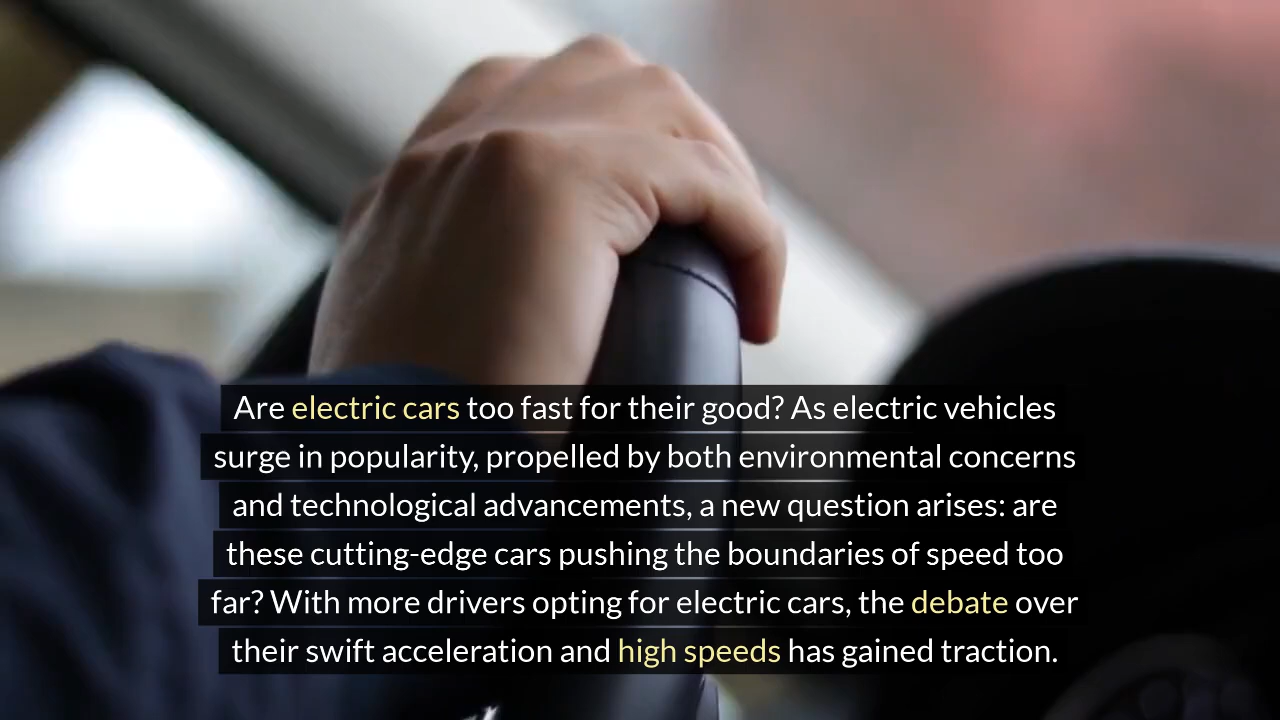 Are electric cars too fast for their good? As electric vehicles
surge in popularity, propelled by both environmental concerns
and technological advancements, a new question arises: are
these cutting-edge cars pushing the boundaries of speed too
far? With more drivers opting for electric cars, the debate over
their swift acceleration and high speeds has gained traction.